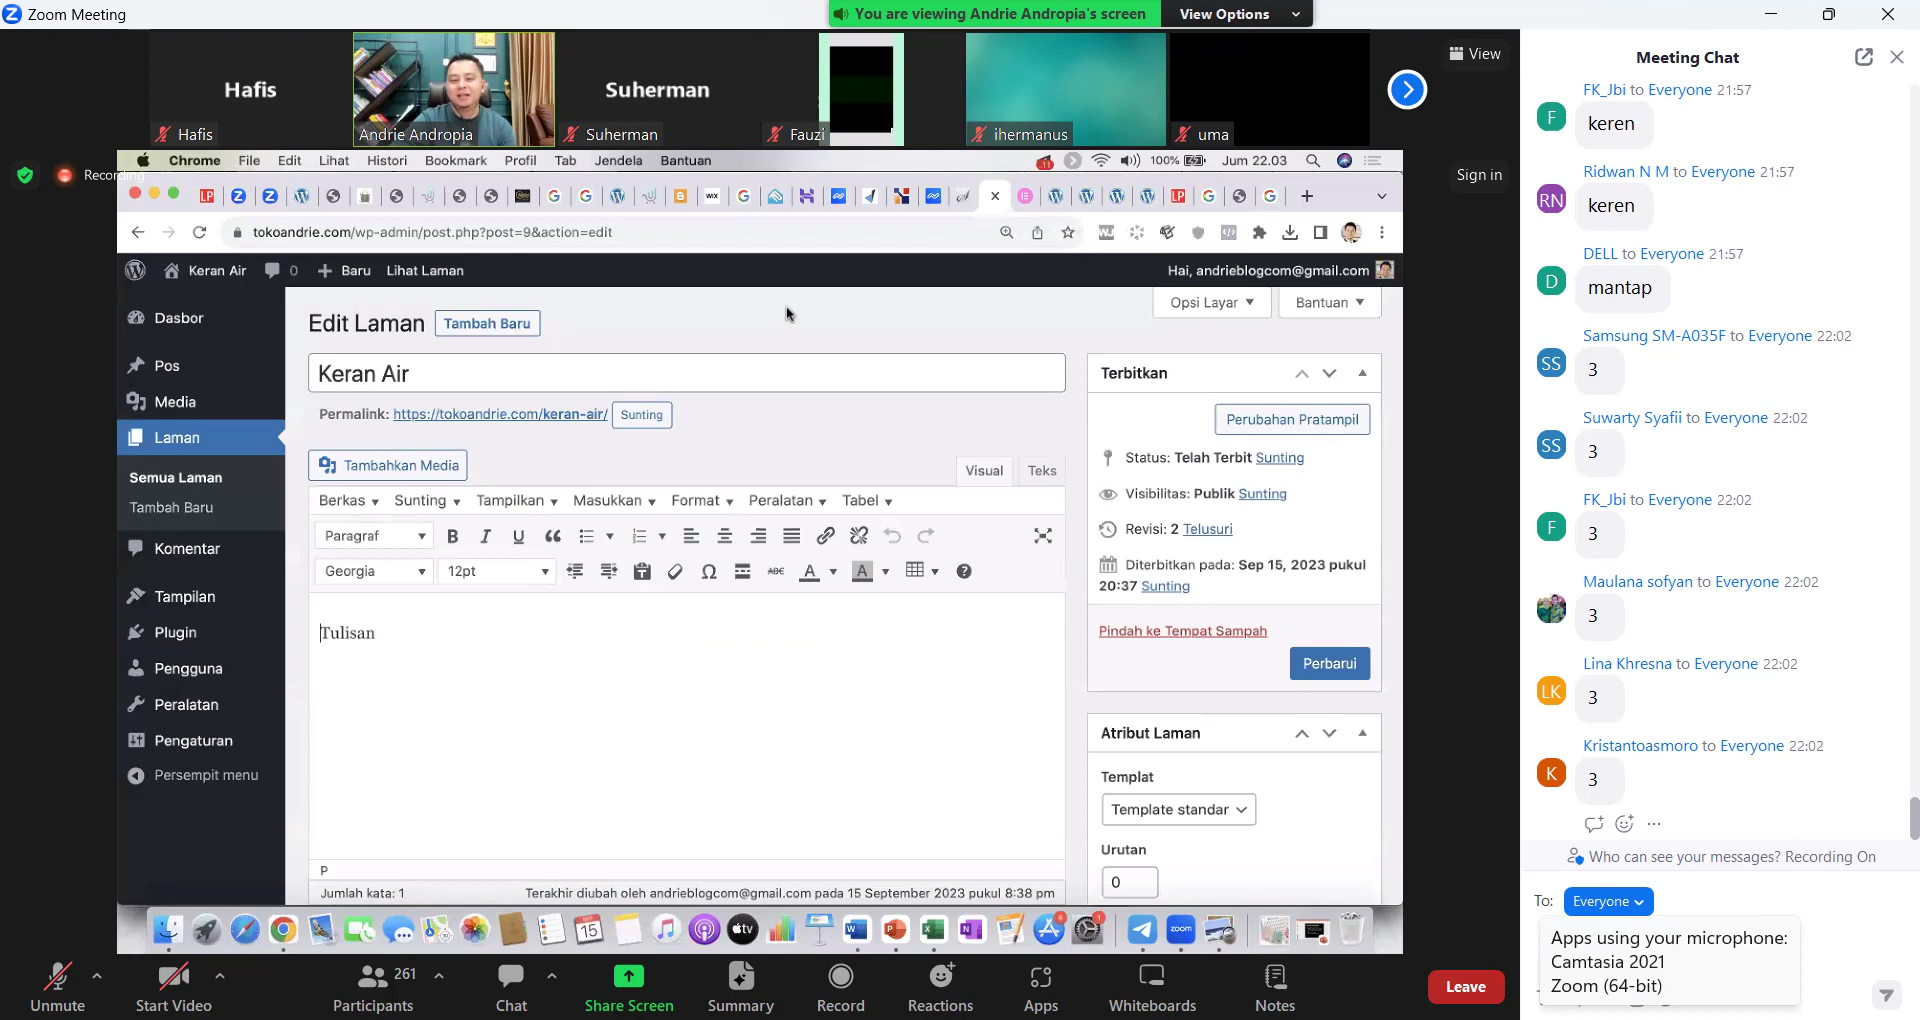 Zoom Meeting
You are viewing Andrie Andropia's screen
View Options
Hafis
Hafis
Andrie Andropia
Suherman
Suherman
Fauzi
ihermanus
uma
View
Recording
Sign in
Chrome File Edit Lihat Histori Bookmark Profil Tab Jendela Bantuan
100% Jum 22.03
tokoandrie.com/wp-admin/post.php?post=9&action=edit
Keran Air 0 Baru Lihat Laman
Hai, andrieblogcom@gmail.com
Dasbor
Pos
Media
Laman
Semua Laman
Tambah Baru
Komentar
Tampilan
Plugin
Pengguna
Peralatan
Pengaturan
Persempit menu
Opsi Layar
Bantuan
Edit Laman
Tambah Baru
Keran Air
Permalink: https://tokoandrie.com/keran-air/ Sunting
Tambahkan Media
Visual
Teks
Berkas Sunting Tampilkan Masukkan Format Peralatan Tabel
Paragraf
Georgia
12pt
Tulisan
P
Jumlah kata: 1
Terakhir diubah oleh andrieblogcom@gmail.com pada 15 September 2023 pukul 8:38 pm
Terbitkan
Perubahan Pratampil
Status: Telah Terbit Sunting
Visibilitas: Publik Sunting
Revisi: 2 Telusuri
Diterbitkan pada: Sep 15, 2023 pukul
20:37 Sunting
Pindah ke Tempat Sampah
Perbarui
Atribut Laman
Templat
Template standar
Urutan
0
Unmute
Start Video
Participants
261
Chat
Share Screen
Summary
Record
Reactions
Apps
Whiteboards
Notes
Leave
Meeting Chat
FK_Jbi to Everyone 21:57
F
keren
Ridwan N M to Everyone 21:57
RN
keren
DELL to Everyone 21:57
D
mantap
Samsung SM-A035F to Everyone 22:02
SS
3
Suwarty Syafii to Everyone 22:02
SS
3
FK_Jbi to Everyone 22:02
F
3
Maulana sofyan to Everyone 22:02
3
Lina Khresna to Everyone 22:02
LK
3
Kristantoasmoro to Everyone 22:02
K
3
Who can see your messages? Recording On
To: Everyone
Apps using your microphone:
Camtasia 2021
Zoom (64-bit)